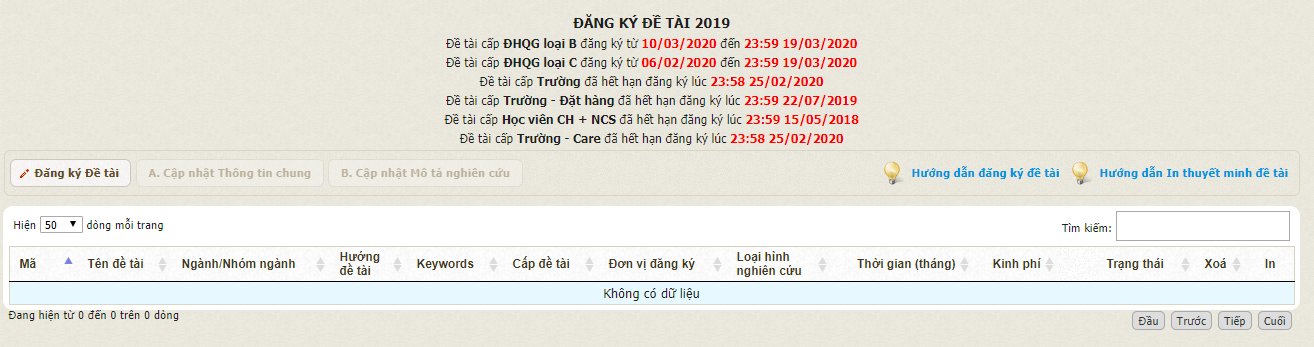 ĐĂNG KÝ ĐỀ TÀI 2019
Đề tài cấp ĐHQG loại B đăng ký từ 10/03/2020 đến 23:59 19/03/2020
Đề tài cấp ĐHQG loại C đăng ký từ 06/02/2020 đến 23:59 19/03/2020
Đề tài cấp Trường đã hết hạn đăng ký lúc 23:58 25/02/2020
Đề tài cấp Trường - Đặt hàng đã hết hạn đăng ký lúc 23:59 22/07/2019
Đề tài cấp Học viên CH + NCS đã hết hạn đăng ký lúc 23:59 15/05/2018
Đề tài cấp Trường - Care đã hết hạn đăng ký lúc 23:58 25/02/2020
Đăng ký Đề tài A. Cập nhật Thông tin chung B. Cập nhật Mô tả nghiên cứu Hướng dẫn đăng ký đề tài Hướng dẫn In thuyết minh đề tài
Hiện 50 dòng mỗi trang Tìm kiếm:
Mã Tên đề tài Ngành/Nhóm ngành Hướng đề tài Keywords Cấp đề tài Đơn vị đăng ký Loại hình nghiên cứu Thời gian (tháng) Kinh phí Trạng thái Xoá In
Không có dữ liệu
Đang hiện từ 0 đến 0 trên 0 dòng Đầu Trước Tiếp Cuối